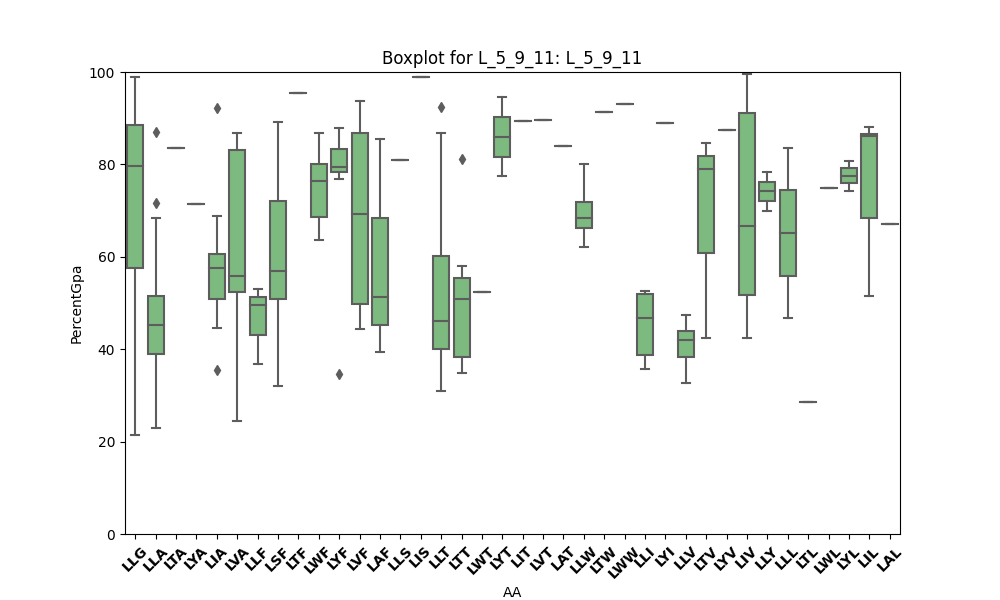 Boxplot for L_5_9_11: L_5_9_11
100
80
60
40
20
0
PercentGpa
LLG LLA LTA LYA LIA LVA LLF LSF LTF LWF LYF LVF LAF LLS LIS LLT LTT LWT LYT LIT LVT LAT LLW LTW LWW LLI LYI LLV LTV LYV LIV LLY LLL LTL LWL LYL LIL LAL
AA